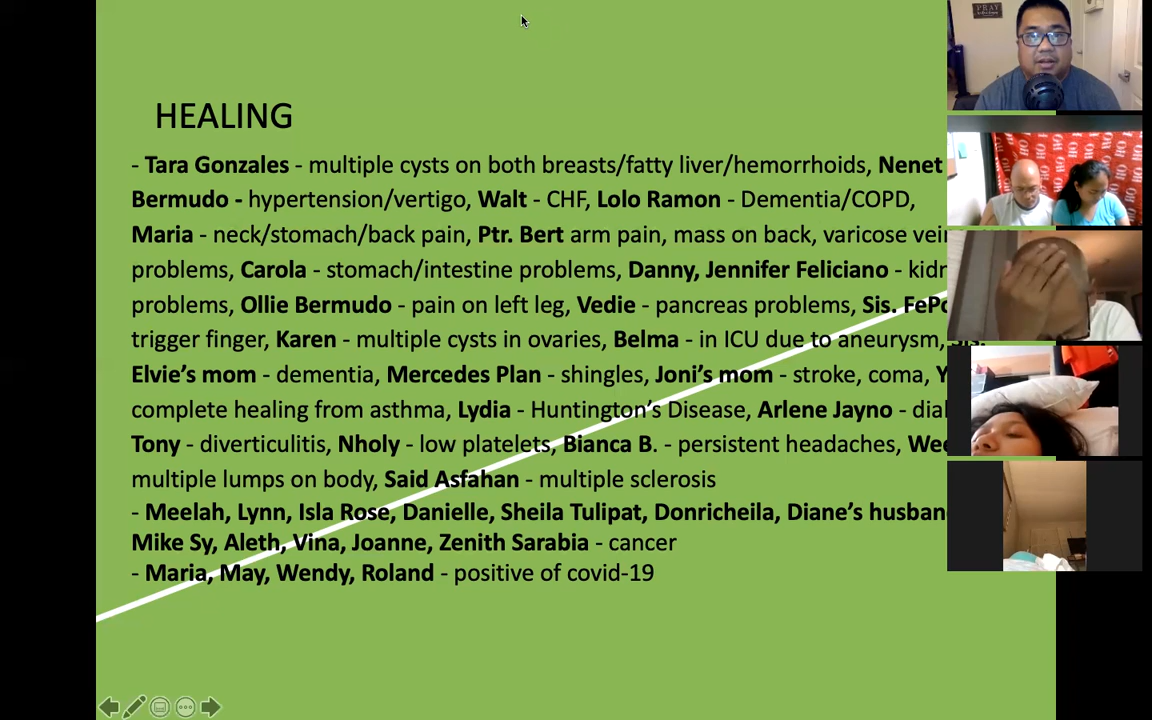 HEALING
- Tara Gonzales - multiple cysts on both breasts/fatty liver/hemorrhoids, Nenet
Bermudo - hypertension/vertigo, Walt - CHF, Lolo Ramon - Dementia/COPD,
Maria - neck/stomach/back pain, Ptr. Bert arm pain, mass on back, varicose
problems, Carola - stomach/intestine problems, Danny, Jennifer Feliciano -
problems, Ollie Bermudo - pain on left leg, Vedie - pancreas problems, Sis.
trigger finger, Karen - multiple cysts in ovaries, Belma - in ICU due to aneurysm,
Elvie's mom - dementia, Mercedes Plan - shingles, Joni's mom - stroke, coma,
complete healing from asthma, Lydia - Huntington's Disease, Arlene Jayno -
Tony - diverticulitis, Nholy - low platelets, Bianca B. - persistent headaches,
multiple lumps on body, Said Asfahan - multiple sclerosis
- Meelah, Lynn, Isla Rose, Danielle, Sheila Tulipat, Donricheila, Diane's
Mike Sy, Aleth, Vina, Joanne, Zenith Sarabia - cancer
- Maria, May, Wendy, Roland - positive of covid-19
PRAY